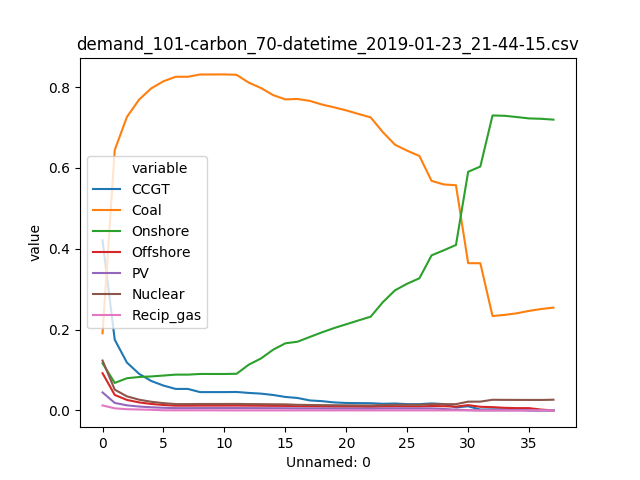 demand_101-carbon_70-datetime_2019-01-23_21-44-15.csv
0.8
0.6
0.4
0.2
0.0
value
variable
CCGT
Coal
Onshore
Offshore
PV
Nuclear
Recip_gas
0 5 10 15 20 25 30 35
Unnamed: 0